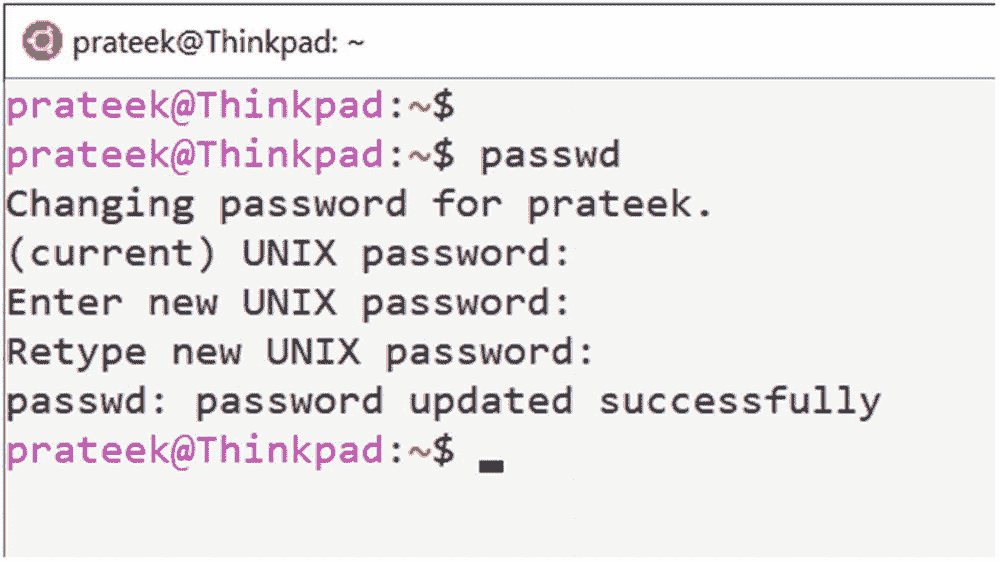 prateek@Thinkpad: ~
prateek@Thinkpad:~$
prateek@Thinkpad:~$ passwd
Changing password for prateek.
(current) UNIX password:
Enter new UNIX password:
Retype new UNIX password:
passwd: password updated successfully
prateek@Thinkpad:~$